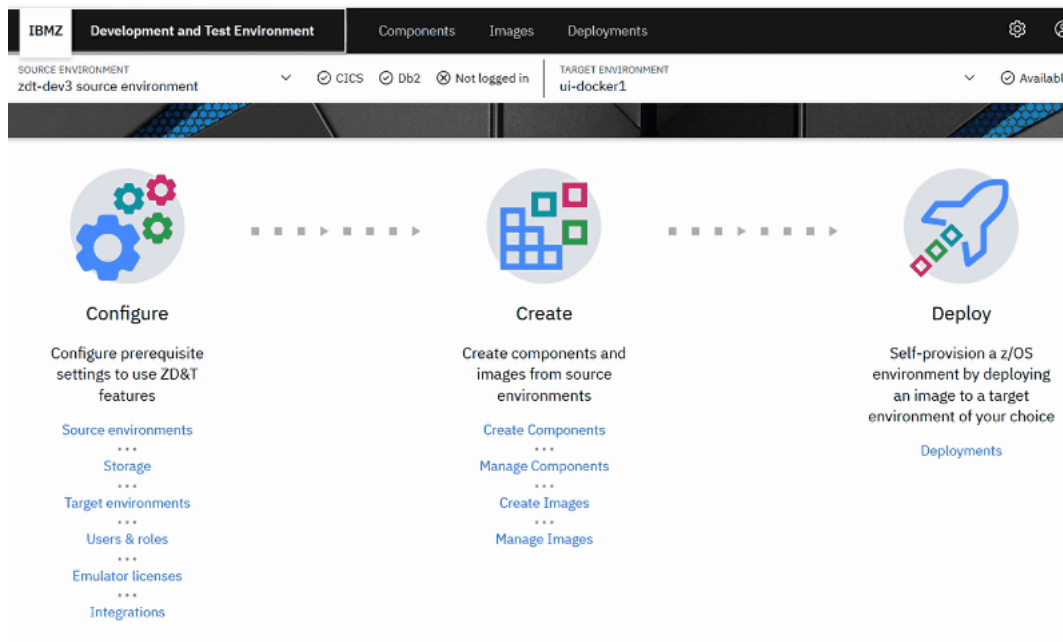 IBMZ Development and Test Environment Components Images Deployments
SOURCE ENVIRONMENT
zdt-dev3 source environment
CICS Db2 Not logged in
TARGET ENVIRONMENT
ui-docker1
Availabl
Configure
Configure prerequisite
settings to use ZD&T
features
Source environments
Storage
Target environments
Users & roles
Emulator licenses
Integrations
Create
Create components and
images from source
environments
Create Components
Manage Components
Create Images
Manage Images
Deploy
Self-provision a z/OS
environment by deploying
an image to a target
environment of your choice
Deployments